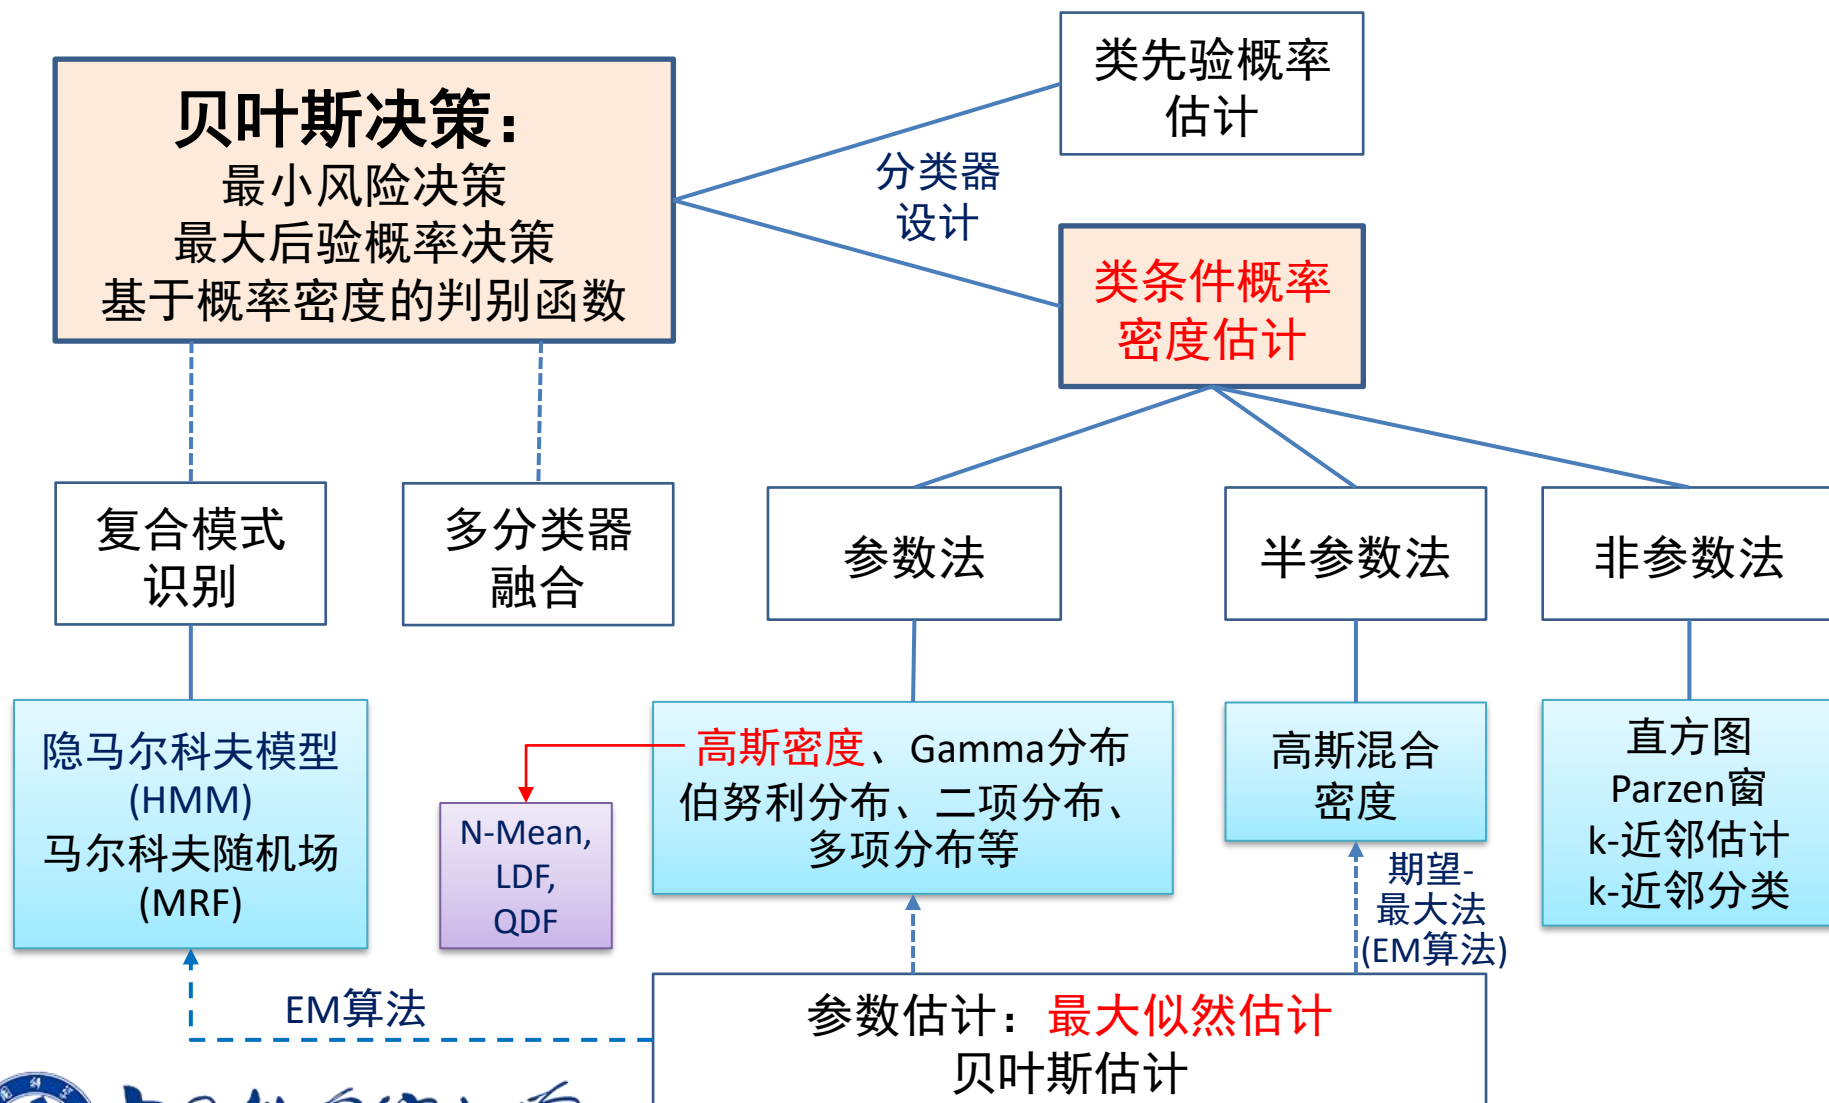 贝叶斯决策：
最小风险决策
最大后验概率决策
基于概率密度的判别函数
类先验概率
估计
分类器
设计
类条件概率
密度估计
复合模式
识别
多分类器
融合
参数法
半参数法
非参数法
隐马尔科夫模型
(HMM)
马尔科夫随机场
(MRF)
N-Mean,
LDF,
QDF
高斯密度、Gamma分布
伯努利分布、二项分布、
多项分布等
高斯混合
密度
直方图
Parzen窗
k-近邻估计
k-近邻分类
期望-
最大法
(EM算法)
EM算法
参数估计：最大似然估计
贝叶斯估计